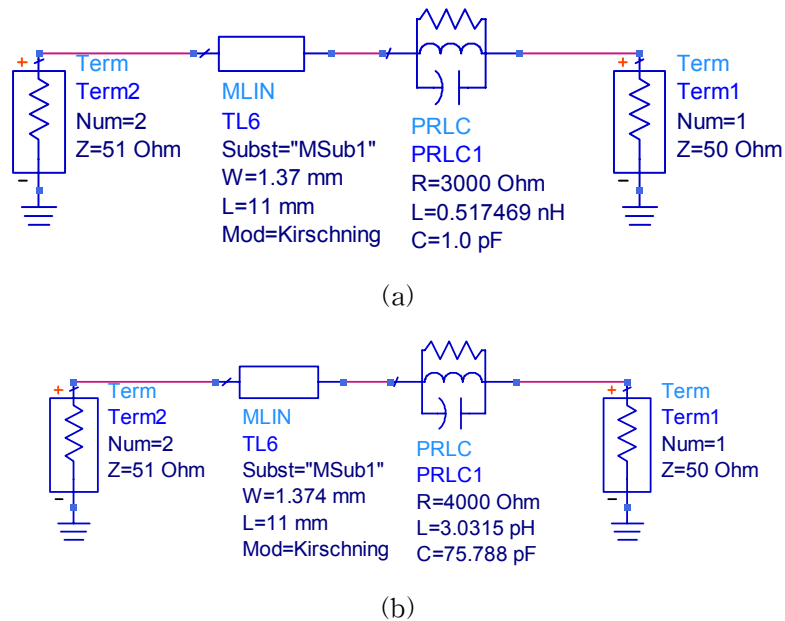 +
Term
Term2
Num=2
Z=51 Ohm
-
MLIN
TL6
Subst="MSub1"
W=1.37 mm
L=11 mm
Mod=Kirschning
PRLC
PRLC1
R=3000 Ohm
L=0.517469 nH
C=1.0 pF
+
Term
Term1
Num=1
Z=50 Ohm
-
(a)
+
Term
Term2
Num=2
Z=51 Ohm
-
MLIN
TL6
Subst="MSub1"
W=1.374 mm
L=11 mm
Mod=Kirschning
PRLC
PRLC1
R=4000 Ohm
L=3.0315 pH
C=75.788 pF
+
Term
Term1
Num=1
Z=50 Ohm
-
(b)